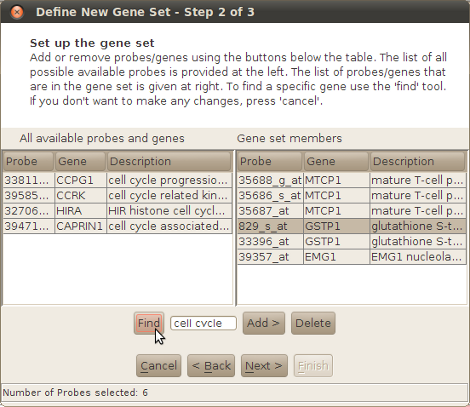 Define New Gene Set - Step 2 of 3
Set up the gene set
Add or remove probes/genes using the buttons below the table. The list of all
possible available probes is provided at the left. The list of probes/genes that
are in the gene set is given at right. To find a specific gene use the 'find' tool.
If you don't want to make any changes, press 'cancel'.
All available probes and genes
Gene set members
Probe Gene Description
33811... CCPG1 cell cycle progressio...
39585... CCRK cell cycle related kin...
32706... HIRA HIR histone cell cycl...
39471... CAPRIN1 cell cycle associated...
Probe Gene Description
35688_g_at MTCP1 mature T-cell p...
35686_s_at MTCP1 mature T-cell p...
35687_at MTCP1 mature T-cell p...
829_s_at GSTP1 glutathione S-t...
33396_at GSTP1 glutathione S-t...
39357_at EMG1 EMG1 nucleola...
Find cell cycle Add > Delete
Cancel < Back Next > Finish
Number of Probes selected: 6